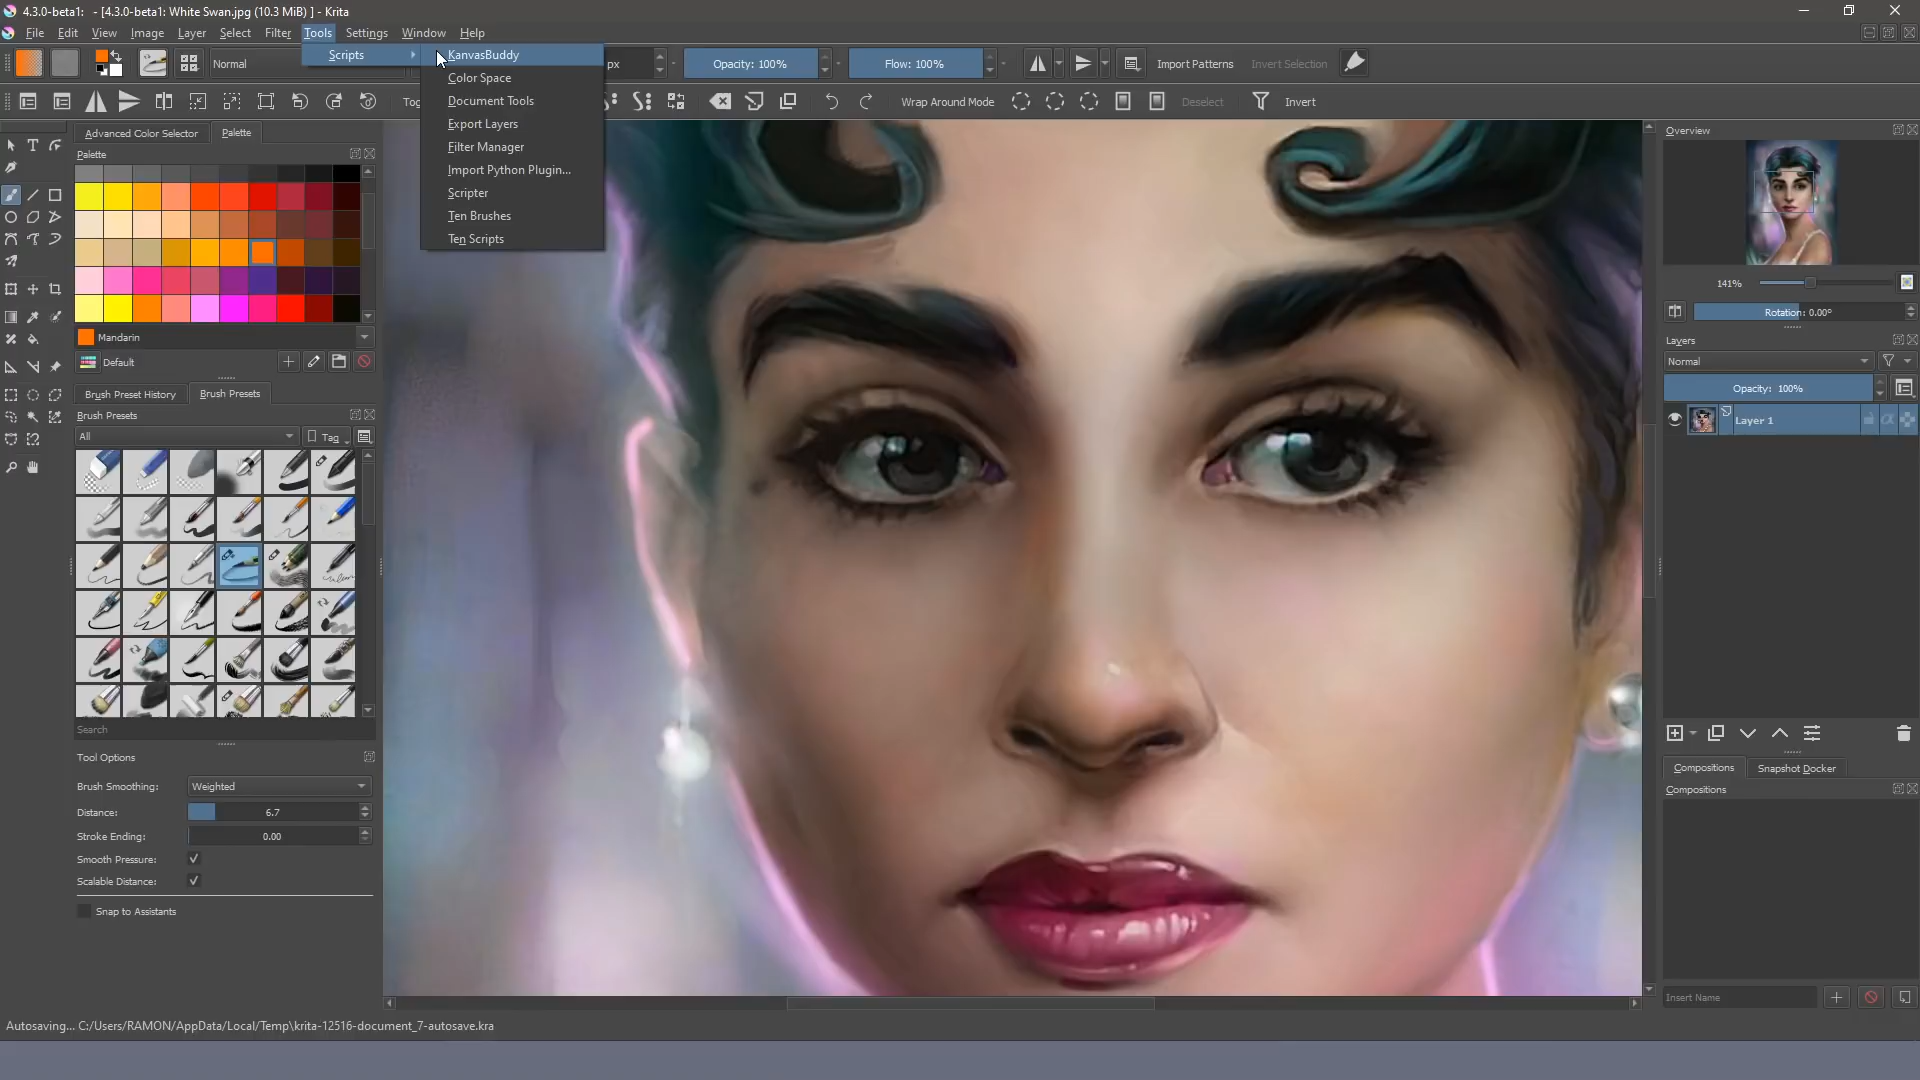 4.3.0-beta1:   - [4.3.0-beta1: White Swan.jpg (10.3 MiB) ] - Krita
File Edit View Image Layer Select Filter Tools Settings Window Help
Scripts
KanvasBuddy
Color Space
Document Tools
Export Layers
Filter Manager
Import Python Plugin...
Scripter
Ten Brushes
Ten Scripts
Normal
px
Opacity: 100%
Flow: 100%
Import Patterns
Invert Selection
Wrap Around Mode
Deselect
Invert
Advanced Color Selector
Palette
Palette
Mandarin
Default
Brush Preset History
Brush Presets
Brush Presets
All
Tag
Search
Tool Options
Brush Smoothing: Weighted
Distance: 6.7
Stroke Ending: 0.00
Smooth Pressure:
Scalable Distance:
Snap to Assistants
Overview
141%
Rotation: 0.00°
Layers
Normal
Opacity: 100%
Layer 1
Compositions
Snapshot Docker
Compositions
Insert Name
Autosaving... C:/Users/RAMON/AppData/Local/Temp\krita-12516-document_7-autosave.kra